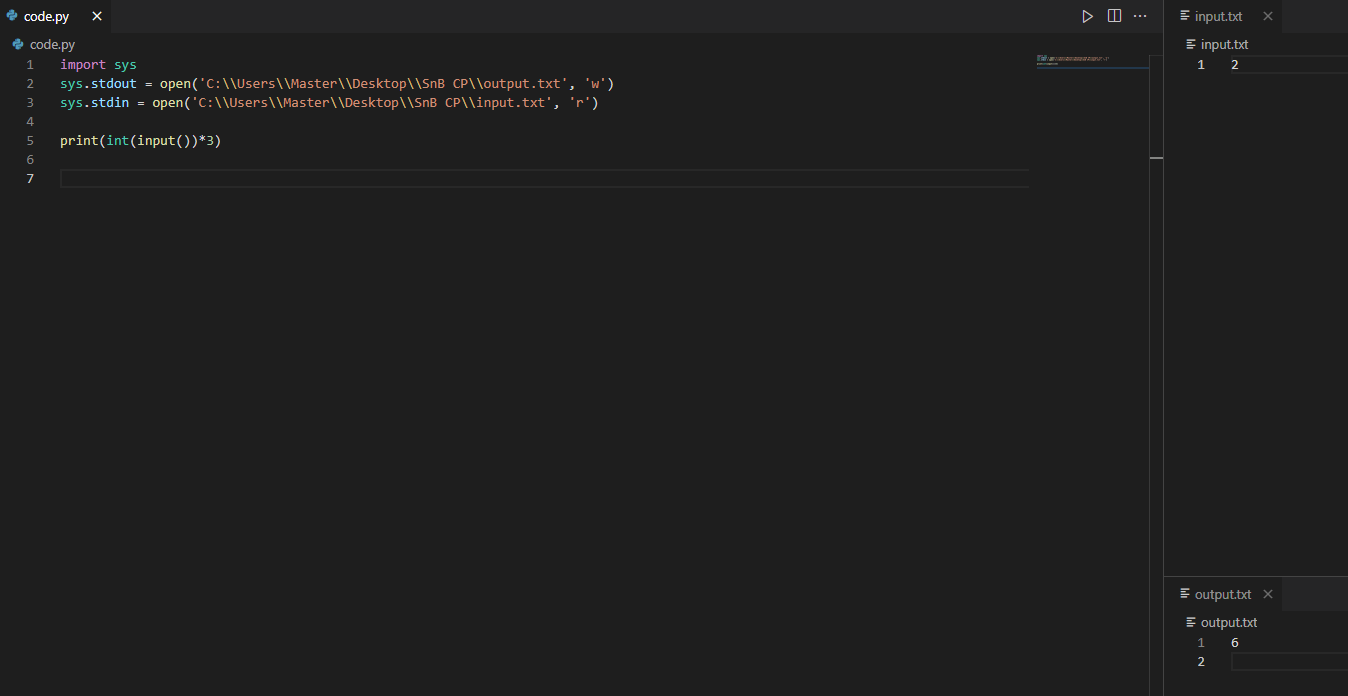 code.py
code.py
1 import sys
2 sys.stdout = open('C:\\Users\\Master\\Desktop\\SnB CP\\output.txt', 'w')
3 sys.stdin = open('C:\\Users\\Master\\Desktop\\SnB CP\\input.txt', 'r')
4
5 print(int(input())*3)
6
7
input.txt
input.txt
1 2
output.txt
output.txt
1 6
2